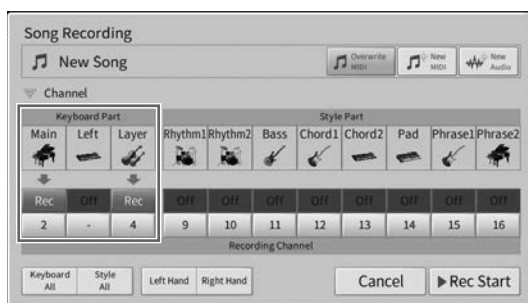 Song Recording
New Song
Overwrite MIDI
New MIDI
New Audio
Channel
Keyboard Part Style Part
Main Left Layer Rhythm1 Rhythm2 Bass Chord1 Chord2 Pad Phrase1 Phrase2
Rec Off Rec Off Off Off Off Off Off Off Off
2 - 4 9 10 11 12 13 14 15 16
Recording Channel
Keyboard All
Style All
Left Hand Right Hand Cancel Rec Start